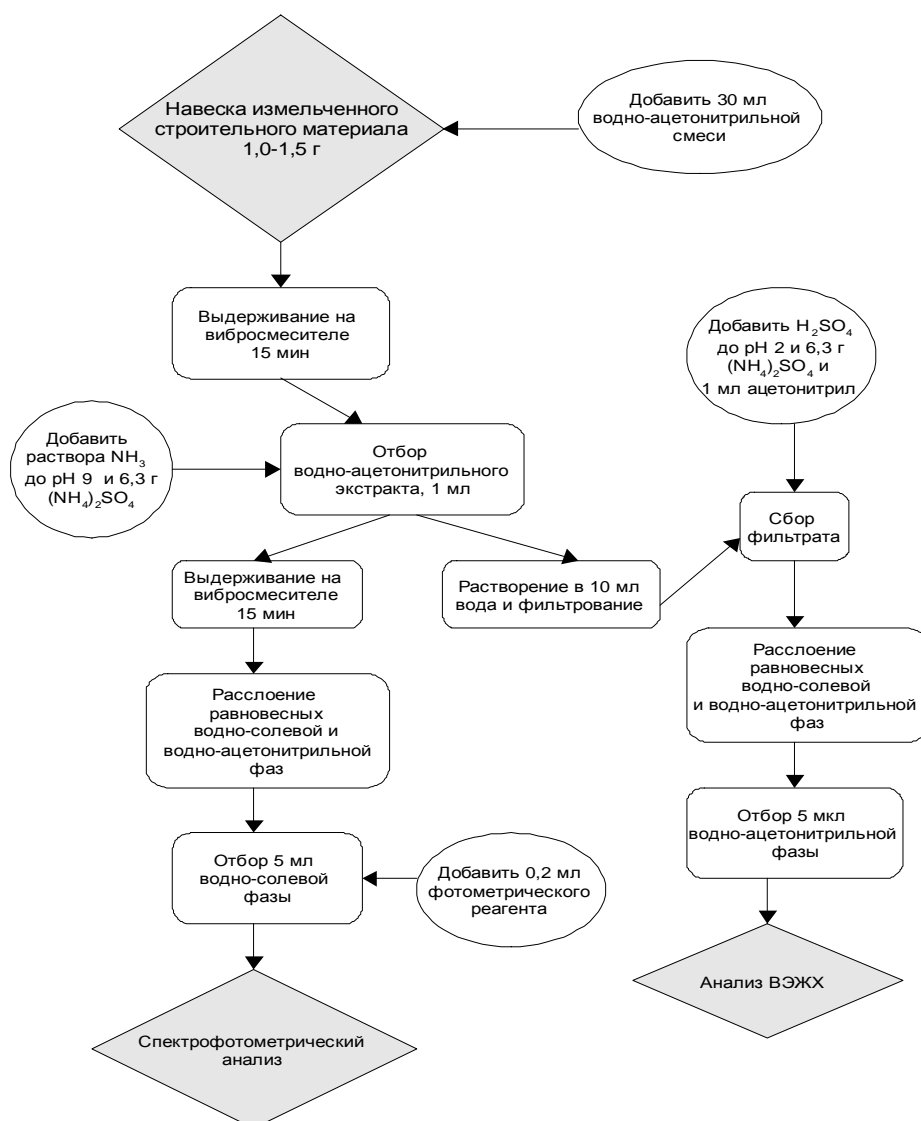 Навеска измельченного
строительного материала
1,0-1,5 г
Добавить 30 мл
водно-ацетонитрильной
смеси
Выдерживание на
вибросмесителе
15 мин
Добавить H₂SO₄
до pH 2 и 6,3 г
(NH₄)₂SO₄ и
1 мл ацетонитрил
Добавить
раствора NH₃
до pH 9 и 6,3 г
(NH₄)₂SO₄
Отбор
водно-ацетонитрильного
экстракта, 1 мл
Сбор
фильтрата
Выдерживание на
вибросмесителе
15 мин
Растворение в 10 мл
вода и фильтрование
Расслоение
равновесных
водно-солевой
и водно-ацетонитрильной
фаз
Расслоение
равновесных
водно-солевой и
водно-ацетонитрильной
фаз
Отбор 5 мкл
водно-ацетонитрильной
фазы
Отбор 5 мл
водно-солевой
фазы
Добавить 0,2 мл
фотометрического
реагента
Анализ ВЭЖХ
Спектрофотометрический
анализ